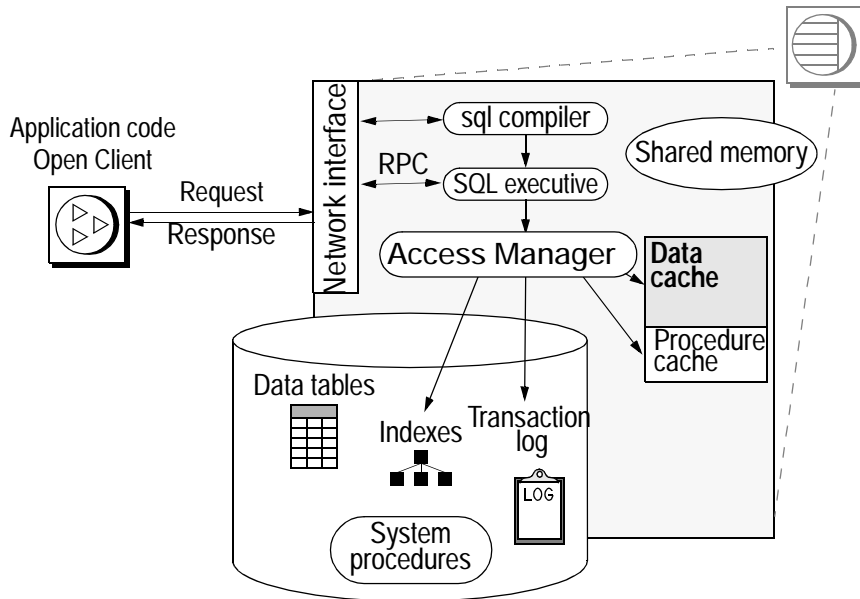 Application code
Open Client
Request
Response
Network interface
sql compiler
RPC
SQL executive
Shared memory
Access Manager
Data
cache
Procedure
cache
Data tables
Indexes
Transaction
log
LOG
System
procedures